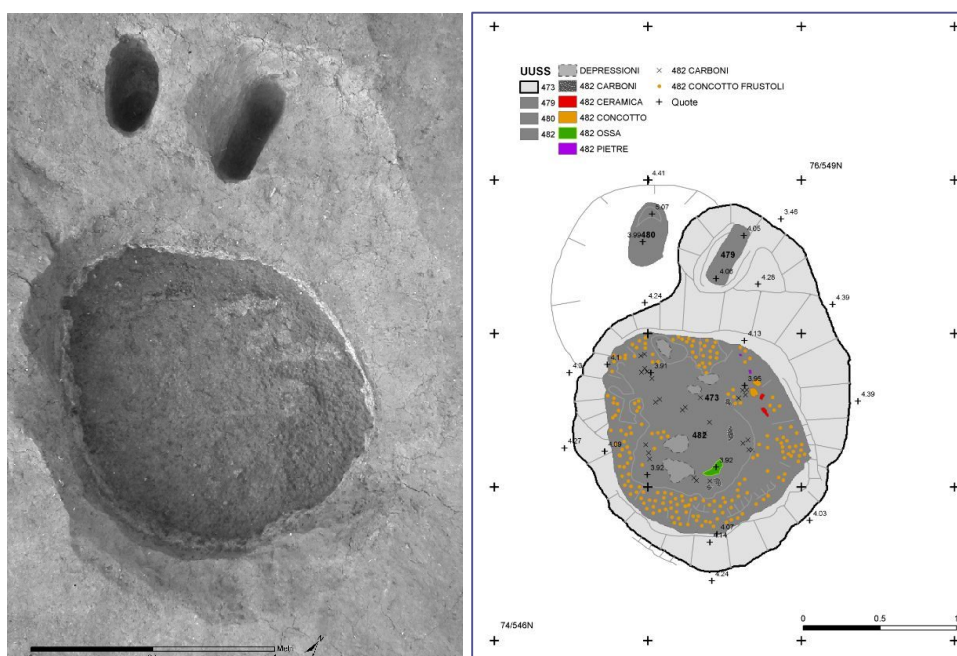 Metri
UUSS
473
479
480
482
DEPRESSIONI
482 CARBONI
482 CERAMICA
482 CONCOTTO
482 OSSA
482 PIETRE
482 CARBONI
482 CONCOTTO FRUSTOLI
Quote
76/549N
4.41
3.46
480
3.99
4.05
479
4.06
4.28
4.24
4.39
4.13
4.1
3.91
3.95
473
4.39
482
4.27
4.09
3.92
3.92
4.03
4.07
4.14
4.24
74/546N
0
0.5
1